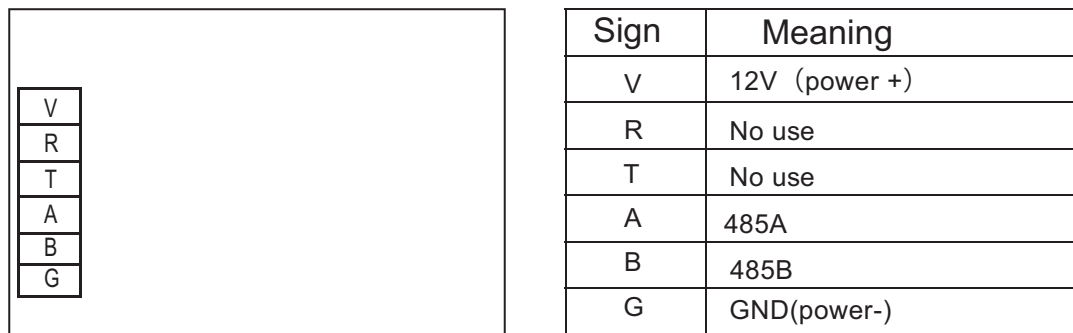 V
R
T
A
B
G
Sign Meaning
V 12V（power +）
R No use
T No use
A 485A
B 485B
G GND(power-)